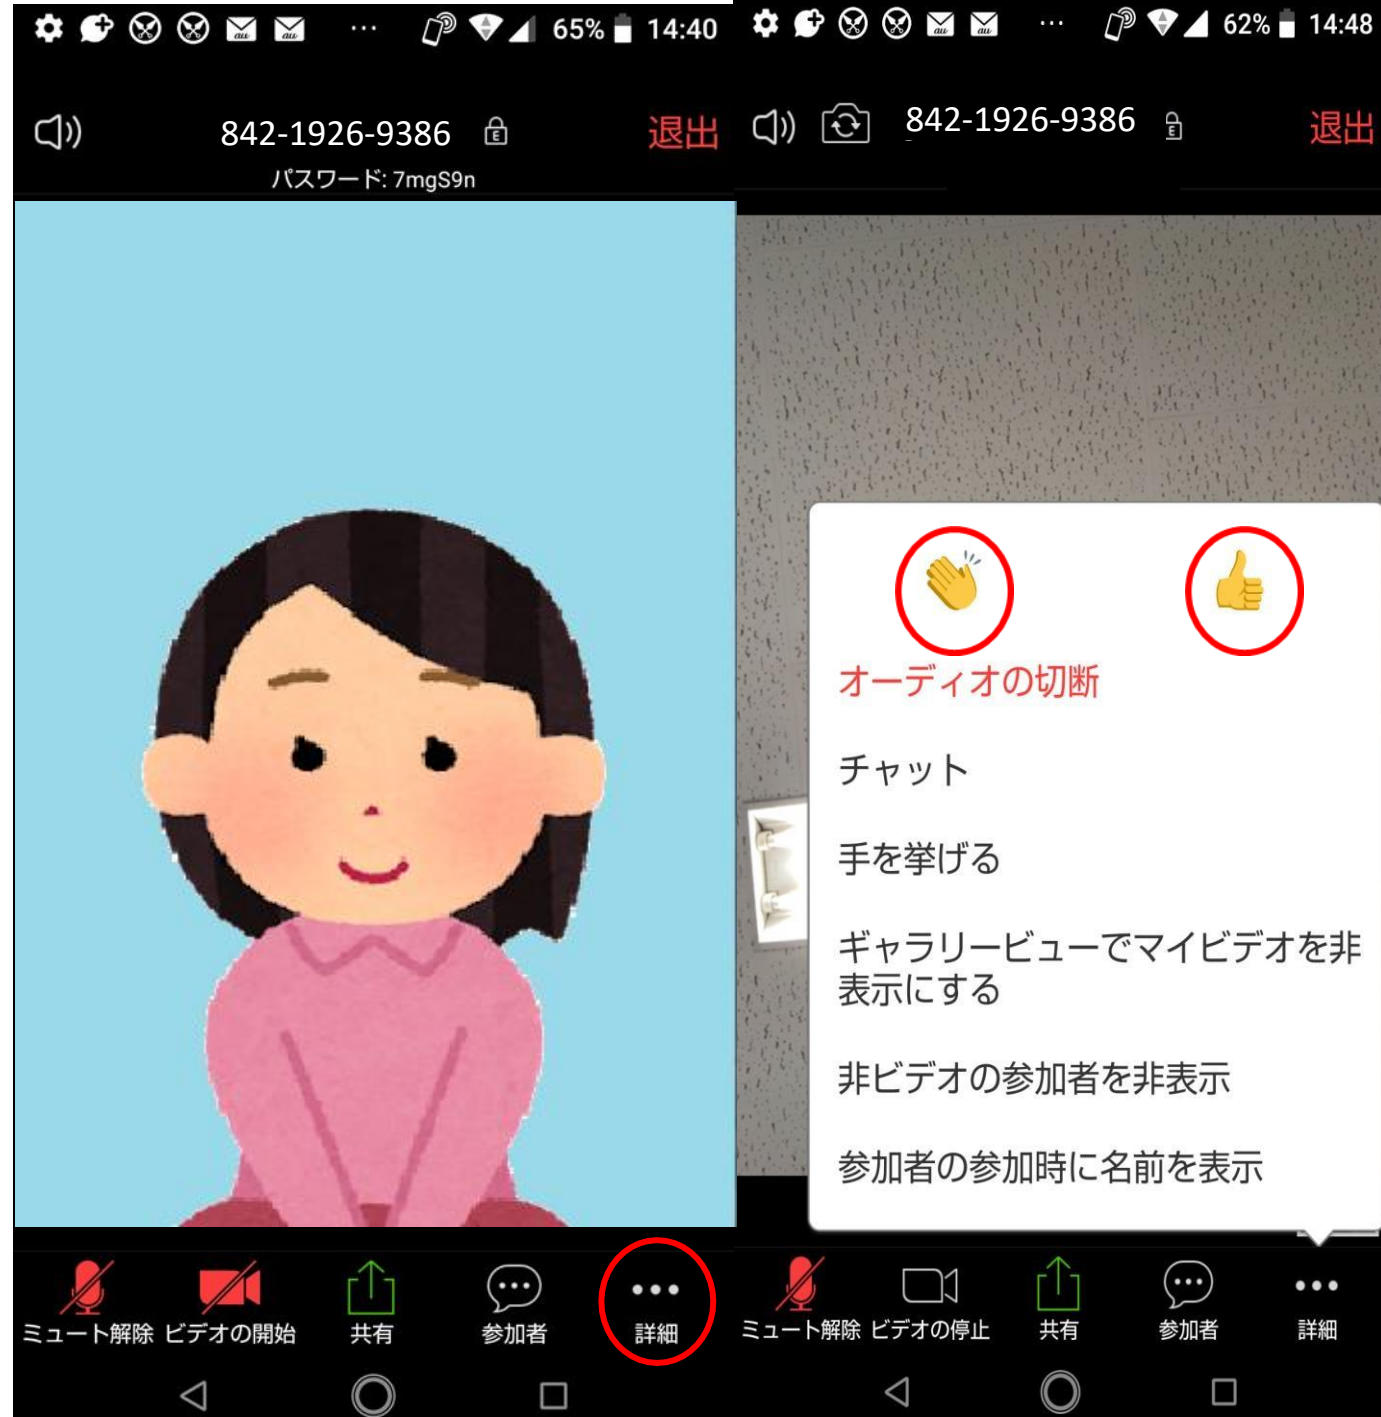 65% 14:40
842-1926-9386
退出
パスワード: 7mgS9n
ミュート解除 ビデオの開始 共有 参加者 詳細
62% 14:48
842-1926-9386
退出
オーディオの切断
チャット
手を挙げる
ギャラリービューでマイビデオを非
表示にする
非ビデオの参加者を非表示
参加者の参加時に名前を表示
ミュート解除 ビデオの停止 共有 参加者 詳細